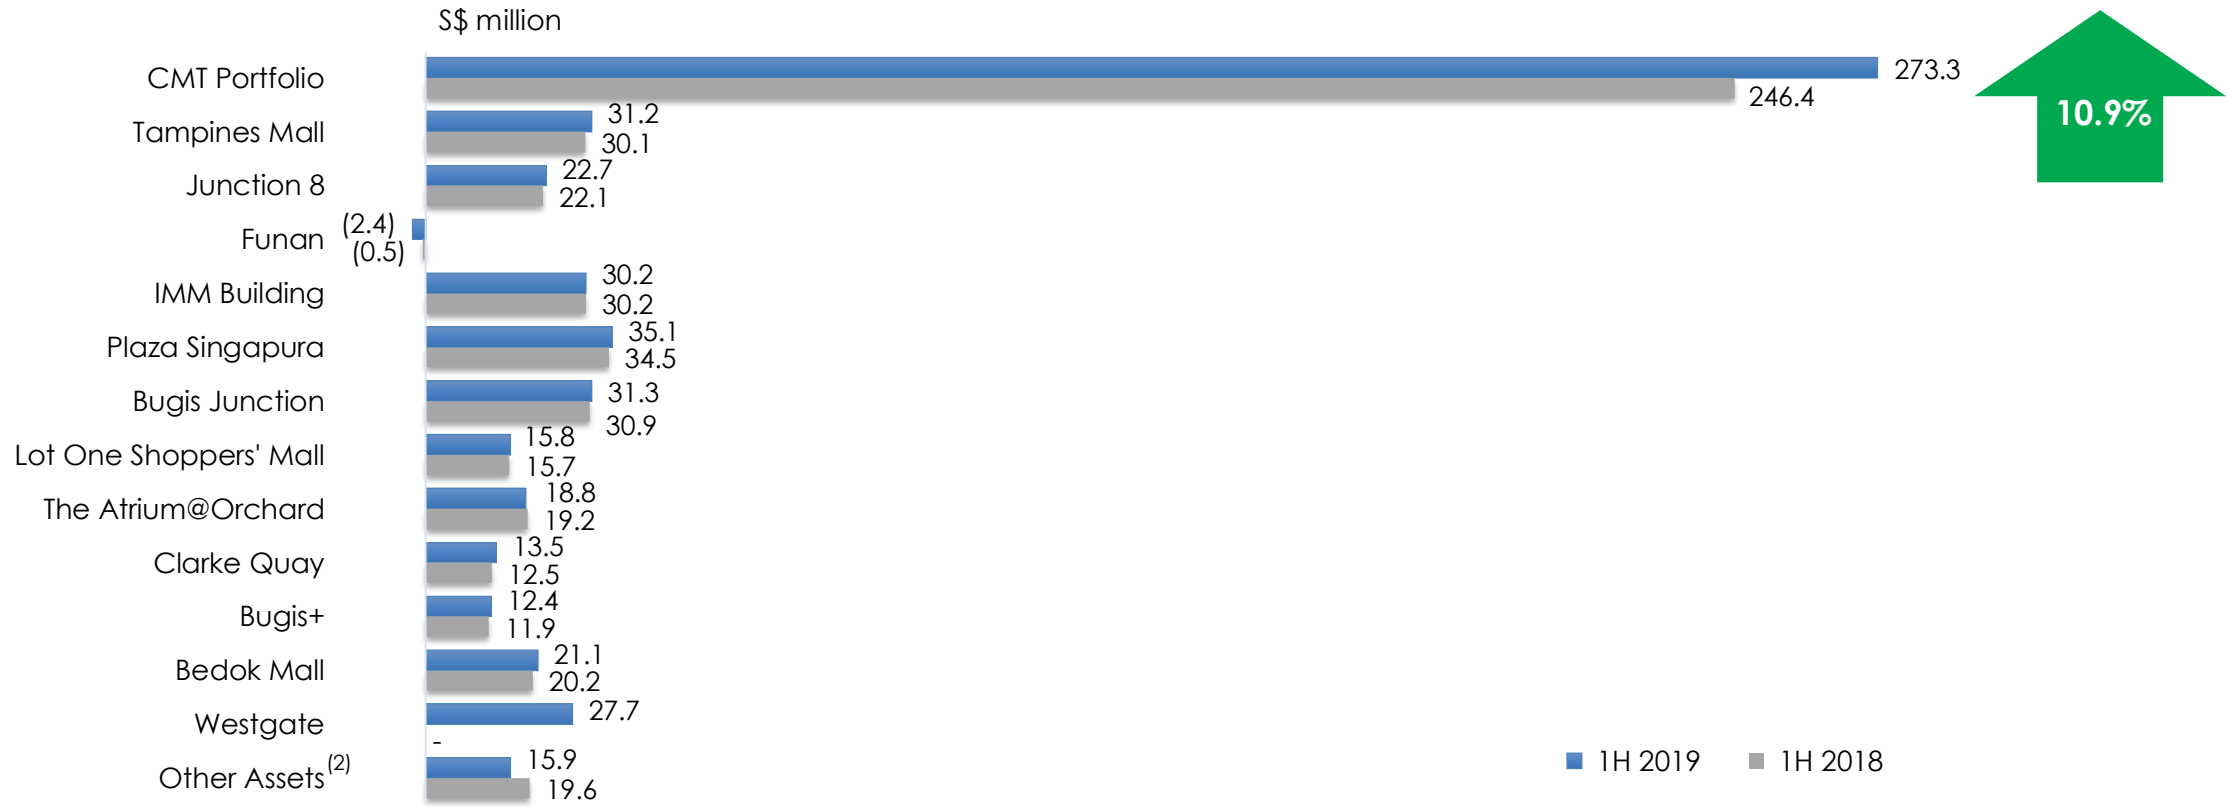 S$ million
CMT Portfolio 273.3
246.4
10.9%
Tampines Mall 31.2
30.1
Junction 8 22.7
22.1
Funan (2.4)
(0.5)
IMM Building 30.2
30.2
Plaza Singapura 35.1
34.5
Bugis Junction 31.3
30.9
Lot One Shoppers' Mall 15.8
15.7
The Atrium@Orchard 18.8
19.2
Clarke Quay 13.5
12.5
Bugis+ 12.4
11.9
Bedok Mall 21.1
20.2
Westgate 27.7
-
Other Assets(2) 15.9
19.6
1H 2019 1H 2018